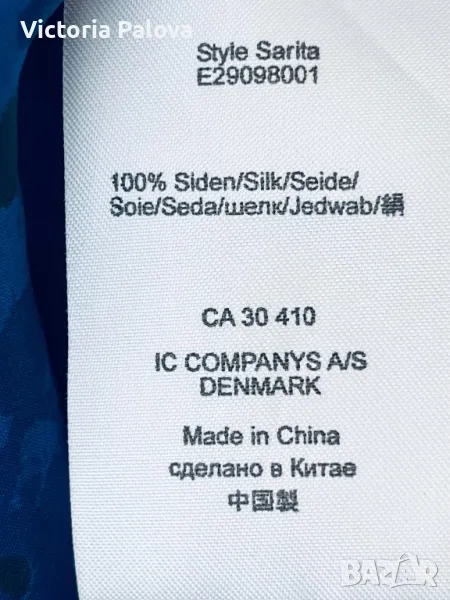 Victoria Palova
Style Sarita
E29098001
100% Siden/Silk/Seide/
Soie/Seda/шелк/Jedwab/絹
CA 30 410
IC COMPANYS A/S
DENMARK
Made in China
сделано в Китае
中国製
BAZAR